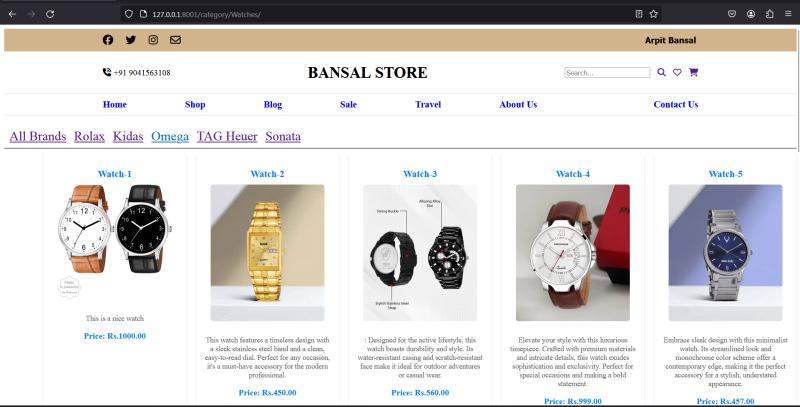 127.0.0.1:8001/category/Watches/
Arpit Bansal
+91 9041563108
BANSAL STORE
Search...
Home Shop Blog Sale Travel About Us Contact Us
All Brands Rolax Kidas Omega TAG Heuer Sonata
Watch-1
This is a nice watch
Price: Rs.1000.00
Watch-2
This watch features a timeless design with
a sleek stainless steel band and a clean,
easy-to-read dial. Perfect for any occasion,
it's a must-have accessory for the modern
professional.
Price: Rs.450.00
Watch-3
Alluring Alloy
Dial
Strong Buckle
Stylish Stainless Steel
Strap
: Designed for the active lifestyle, this
watch boasts durability and style. Its
water-resistant casing and scratch-resistant
face make it ideal for outdoor adventures
or casual wear.
Price: Rs.560.00
Watch-4
Elevate your style with this luxurious
timepiece. Crafted with premium materials
and intricate details, this watch exudes
sophistication and exclusivity. Perfect for
special occasions and making a bold
statement.
Price: Rs.999.00
Watch-5
Embrace sleek design with this minimalist
watch. Its streamlined look and
monochrome color scheme offer a
contemporary edge, making it the perfect
accessory for a stylish, understated
appearance.
Price: Rs.457.00